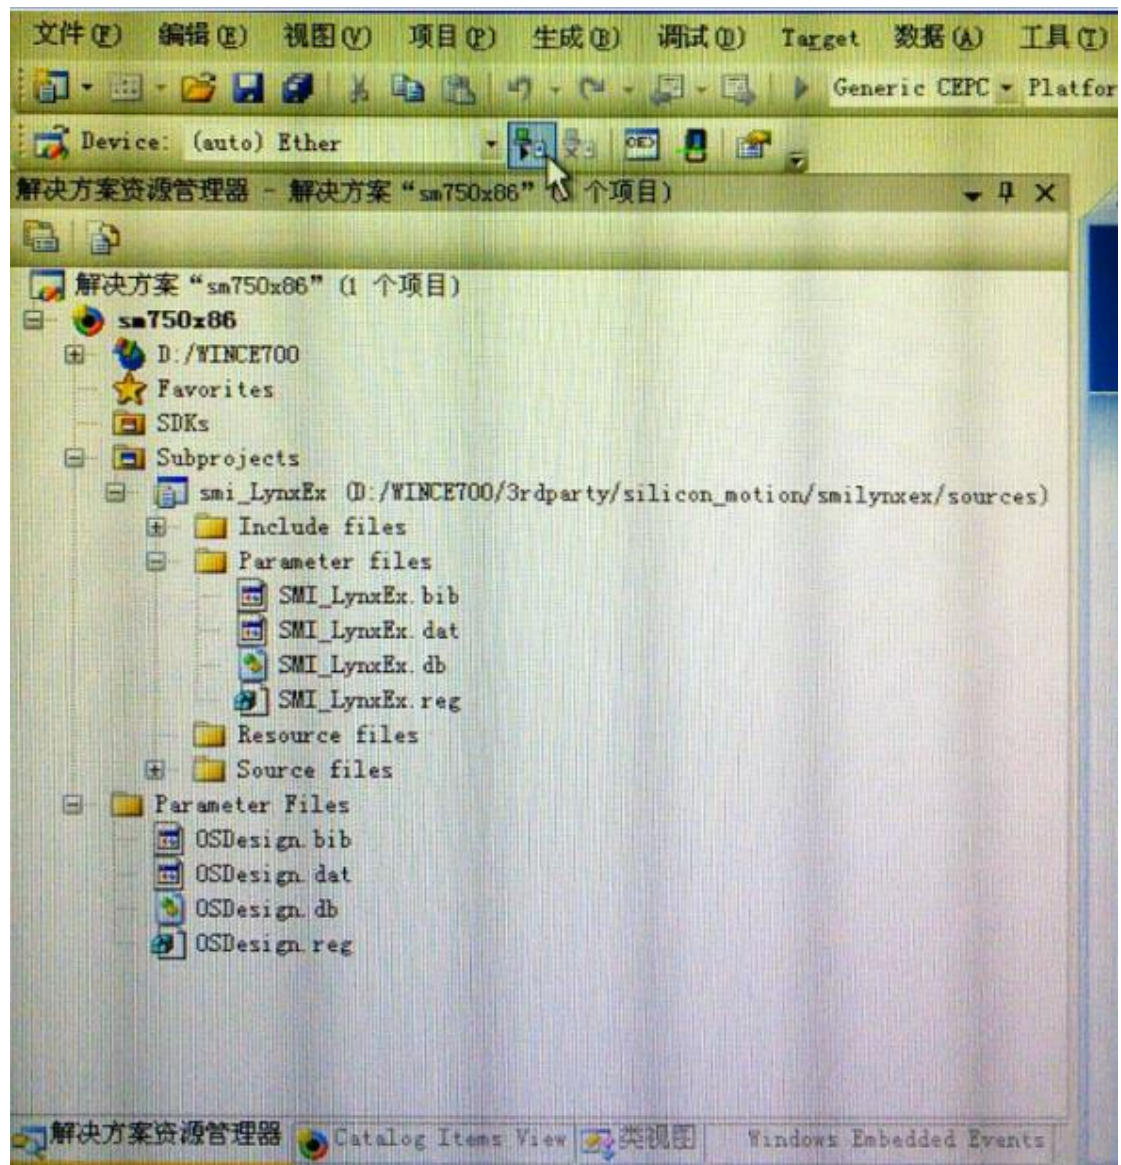 文件(F) 编辑(E) 视图(V) 项目(P) 生成(B) 调试(D) Target 数据(A) 工具(T)
Generic CEPC Platfor
Device: (auto) Ether
OE
解决方案资源管理器 - 解决方案 “sm750x86” 个项目)
解决方案 “sm750x86” (1 个项目)
sm750x86
D:/WINCE700
Favorites
SDKs
Subprojects
smi_LynxEx (D:/WINCE700/3rdparty/silicon_motion/smilynxex/sources)
Include files
Parameter files
SMI_LynxEx.bib
SMI_LynxEx.dat
SMI_LynxEx.db
SMI_LynxEx.reg
Resource files
Source files
Parameter Files
OSDesign.bib
OSDesign.dat
OSDesign.db
OSDesign.reg
解决方案资源管理器 Catalog Items View 类视图 Windows Embedded Events